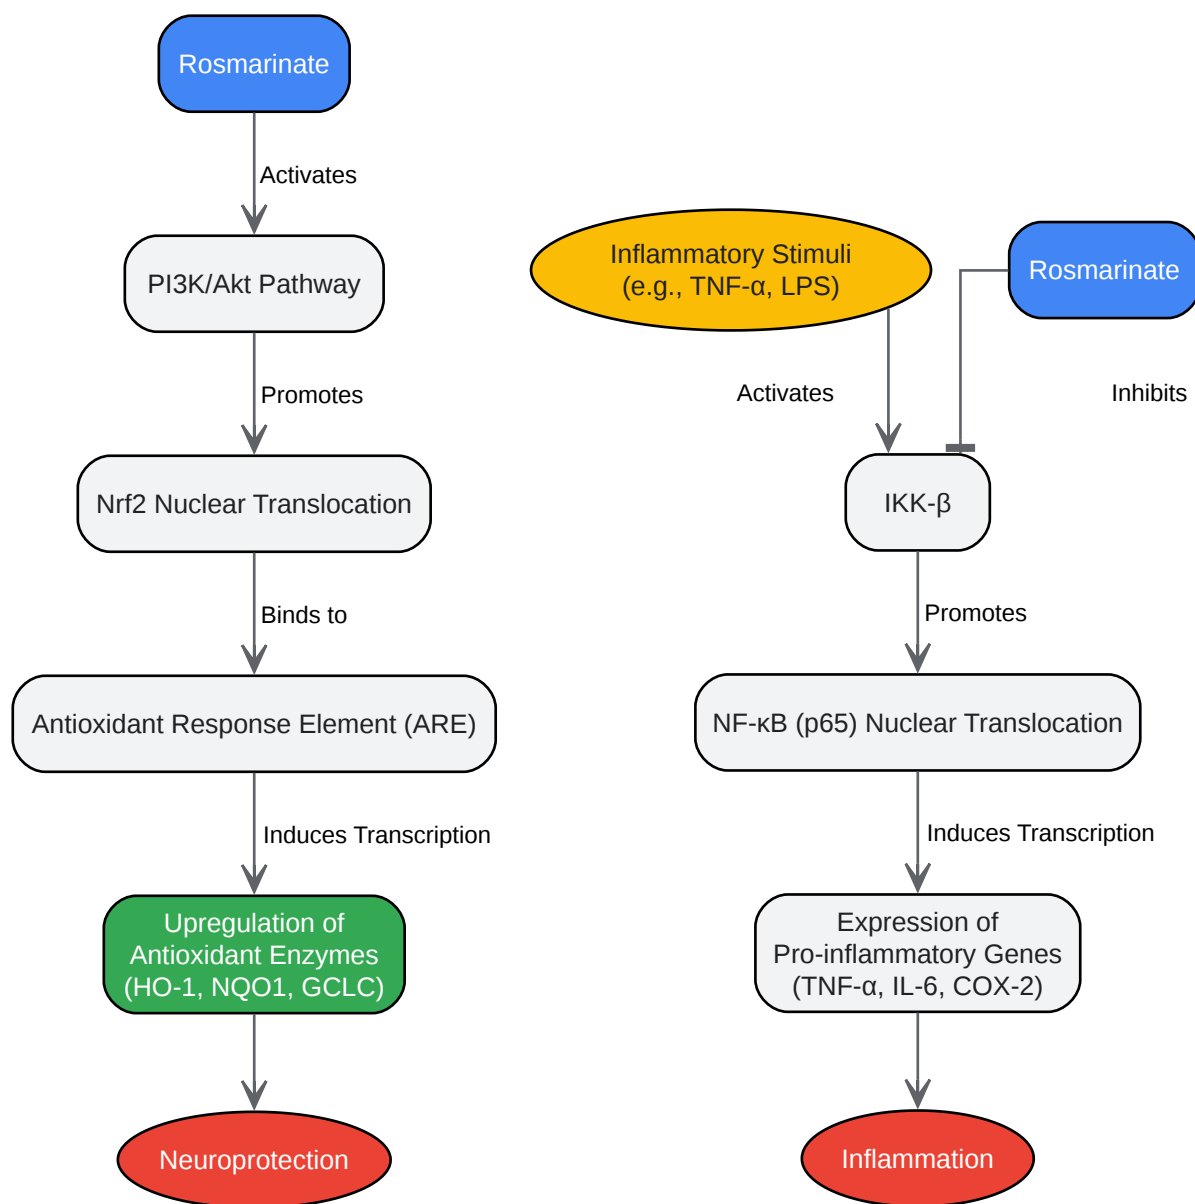 Rosmarinate
Activates
PI3K/Akt Pathway
Promotes
Nrf2 Nuclear Translocation
Binds to
Antioxidant Response Element (ARE)
Induces Transcription
Upregulation of
Antioxidant Enzymes
(HO-1, NQO1, GCLC)
Neuroprotection
Inflammatory Stimuli
(e.g., TNF-α, LPS)
Rosmarinate
Activates
Inhibits
IKK-β
Promotes
NF-κB (p65) Nuclear Translocation
Induces Transcription
Expression of
Pro-inflammatory Genes
(TNF-α, IL-6, COX-2)
Inflammation